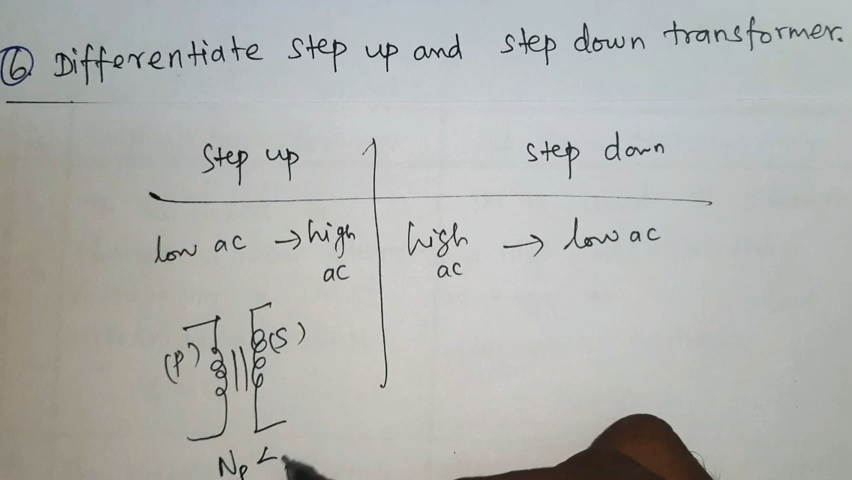 6 Differentiate step up and step down transformer.
Step up
step down
low ac → high ac
high ac → low ac
(P) (S)
Np <